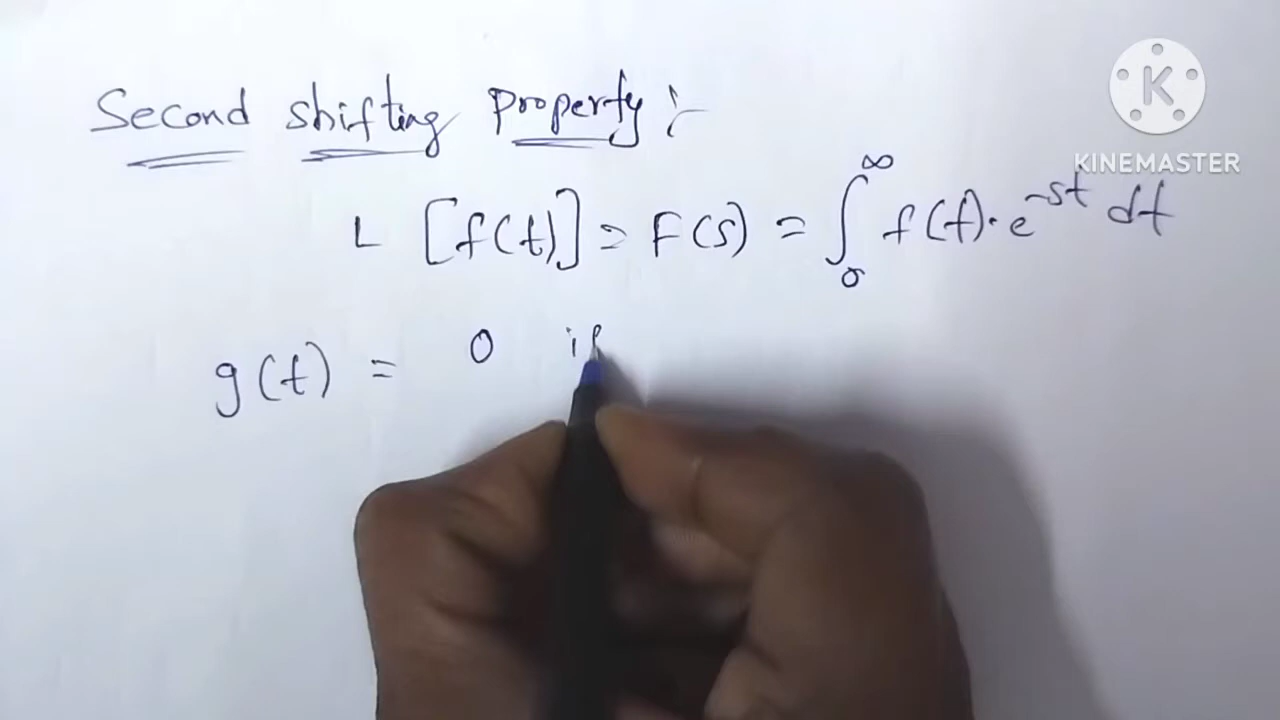 Second shifting property :-
L [f(t)] = F(s) = ∫₀^∞ f(t)·e^-st dt
g(t) = 0 if
K
KINEMASTER